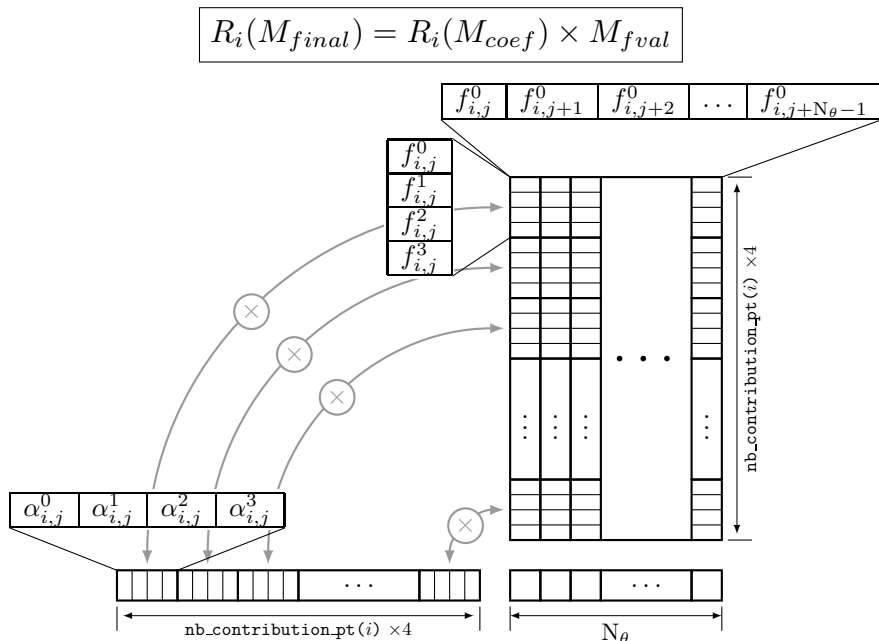 R_i(M_{final}) = R_i(M_{coef}) × M_{fval}
f^0_{i,j} f^0_{i,j+1} f^0_{i,j+2} ... f^0_{i,j+N_θ−1}
f^0_{i,j}
f^1_{i,j}
f^2_{i,j}
f^3_{i,j}
nb_contribution_pt(i) ×4
×
×
×
. . .
⋮ ⋮ ⋮ ⋮
α^0_{i,j} α^1_{i,j} α^2_{i,j} α^3_{i,j}
×
... ...
nb_contribution_pt(i) ×4
N_θ